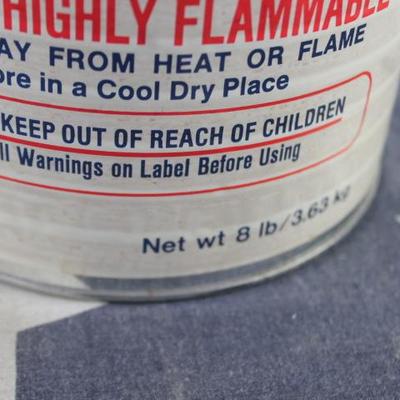 HIGHLY FLAMMABLE
AY FROM HEAT OR FLAME
ore in a Cool Dry Place
KEEP OUT OF REACH OF CHILDREN
ll Warnings on Label Before Using
Net wt 8 lb/3.63 kg